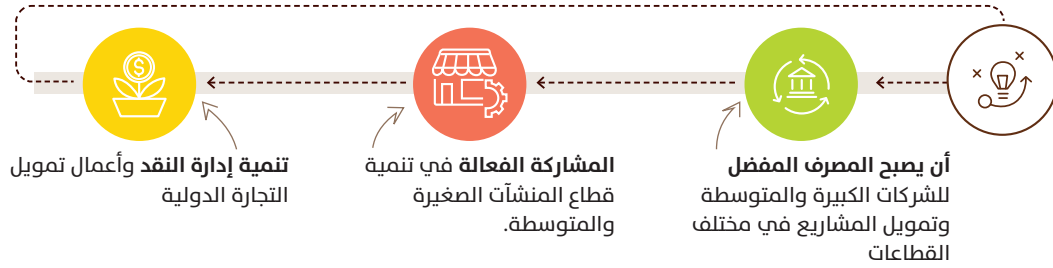 أن يصبح المصرف المفضل
للشركات الكبيرة والمتوسطة
وتمويل المشاريع في مختلف
القطاعات
المشاركة الفعالة في تنمية
قطاع المنشآت الصغيرة
والمتوسطة.
تنمية إدارة النقد وأعمال تمويل
التجارة الدولية